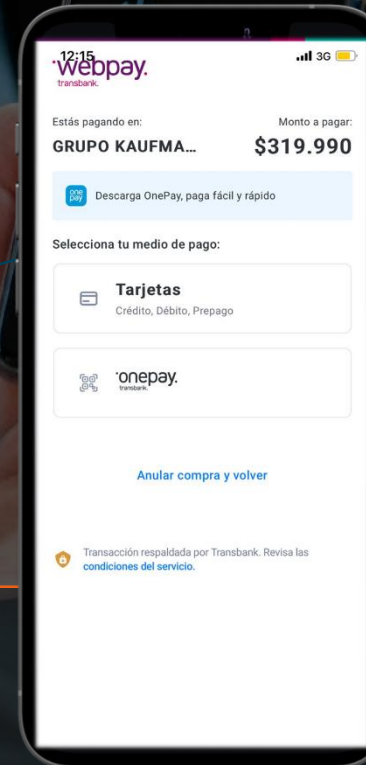 12:15
3G
webpay.
transbank.
Estás pagando en:
Monto a pagar:
GRUPO KAUFMA...
$319.990
one pay
Descarga OnePay, paga fácil y rápido
Selecciona tu medio de pago:
Tarjetas
Crédito, Débito, Prepago
onepay.
transbank.
Anular compra y volver
Transacción respaldada por Transbank. Revisa las
condiciones del servicio.